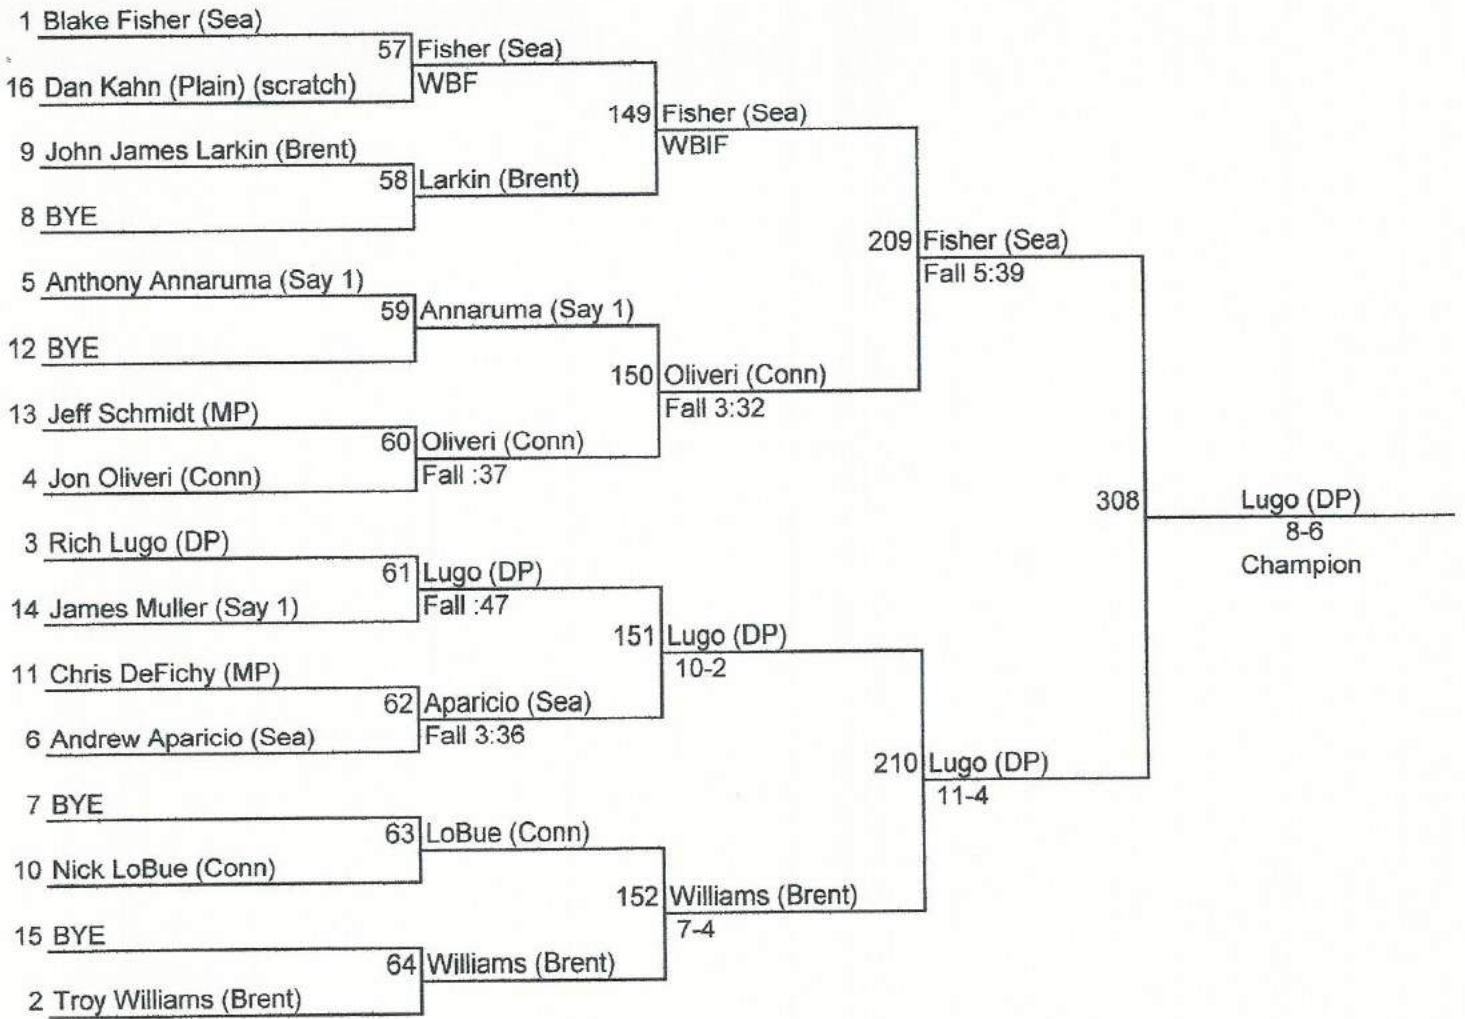 1 Blake Fisher (Sea)
57 Fisher (Sea)
16 Dan Kahn (Plain) (scratch)
WBF
149 Fisher (Sea)
WBIF
9 John James Larkin (Brent)
58 Larkin (Brent)
8 BYE
209 Fisher (Sea)
Fall 5:39
5 Anthony Annaruma (Say 1)
59 Annaruma (Say 1)
12 BYE
150 Oliveri (Conn)
Fall 3:32
13 Jeff Schmidt (MP)
60 Oliveri (Conn)
Fall :37
4 Jon Oliveri (Conn)
308 Lugo (DP)
8-6
Champion
3 Rich Lugo (DP)
61 Lugo (DP)
Fall :47
14 James Muller (Say 1)
151 Lugo (DP)
10-2
11 Chris DeFichy (MP)
62 Aparicio (Sea)
Fall 3:36
6 Andrew Aparicio (Sea)
210 Lugo (DP)
11-4
7 BYE
63 LoBue (Conn)
10 Nick LoBue (Conn)
152 Williams (Brent)
7-4
15 BYE
64 Williams (Brent)
2 Troy Williams (Brent)